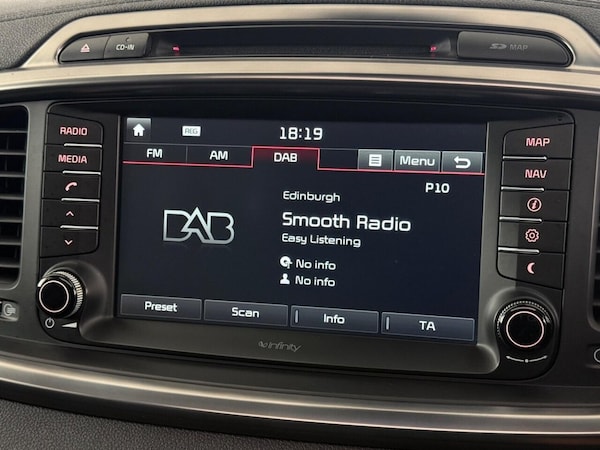 CD-IN
MAP
RADIO
MEDIA
REG
18:19
FM
AM
DAB
Menu
P10
Edinburgh
DAB
Smooth Radio
Easy Listening
No info
No info
Preset
Scan
Info
TA
MAP
NAV
infinity